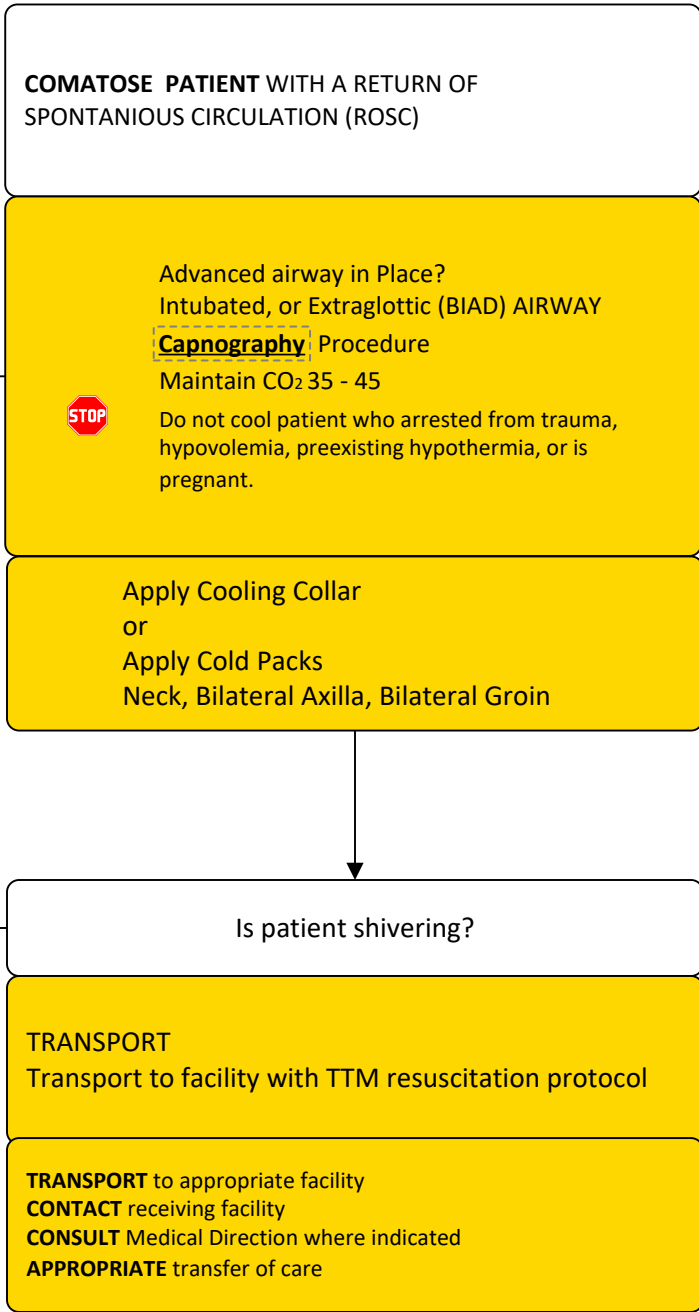 COMATOSE PATIENT WITH A RETURN OF
SPONTANIOUS CIRCULATION (ROSC)
Advanced airway in Place?
Intubated, or Extraglottic (BIAD) AIRWAY
Capnography Procedure
Maintain CO2 35 - 45
STOP
Do not cool patient who arrested from trauma,
hypovolemia, preexisting hypothermia, or is
pregnant.
Apply Cooling Collar
or
Apply Cold Packs
Neck, Bilateral Axilla, Bilateral Groin
Is patient shivering?
TRANSPORT
Transport to facility with TTM resuscitation protocol
TRANSPORT to appropriate facility
CONTACT receiving facility
CONSULT Medical Direction where indicated
APPROPRIATE transfer of care